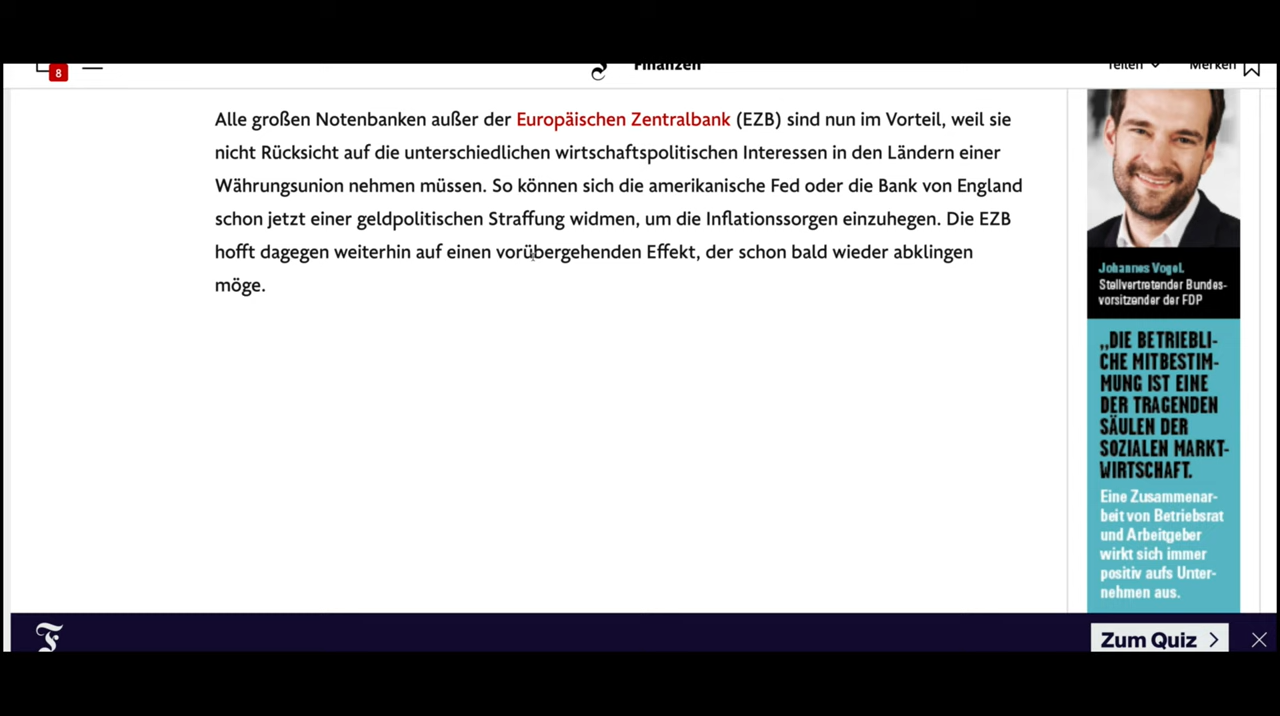 8
Finanzen
Teilen
Merken
Alle großen Notenbanken außer der Europäischen Zentralbank (EZB) sind nun im Vorteil, weil sie
nicht Rücksicht auf die unterschiedlichen wirtschaftspolitischen Interessen in den Ländern einer
Währungsunion nehmen müssen. So können sich die amerikanische Fed oder die Bank von England
schon jetzt einer geldpolitischen Straffung widmen, um die Inflationssorgen einzuhegen. Die EZB
hofft dagegen weiterhin auf einen vorübergehenden Effekt, der schon bald wieder abklingen
möge.
Johannes Vogel
Stellvertretender Bundes-
vorsitzender der FDP
„DIE BETRIEBLI-
CHE MITBESTIM-
MUNG IST EINE
DER TRAGENDEN
SÄULEN DER
SOZIALEN MARKT-
WIRTSCHAFT.
Eine Zusammenar-
beit von Betriebsrat
und Arbeitgeber
wirkt sich immer
positiv aufs Unter-
nehmen aus.
F
Zum Quiz